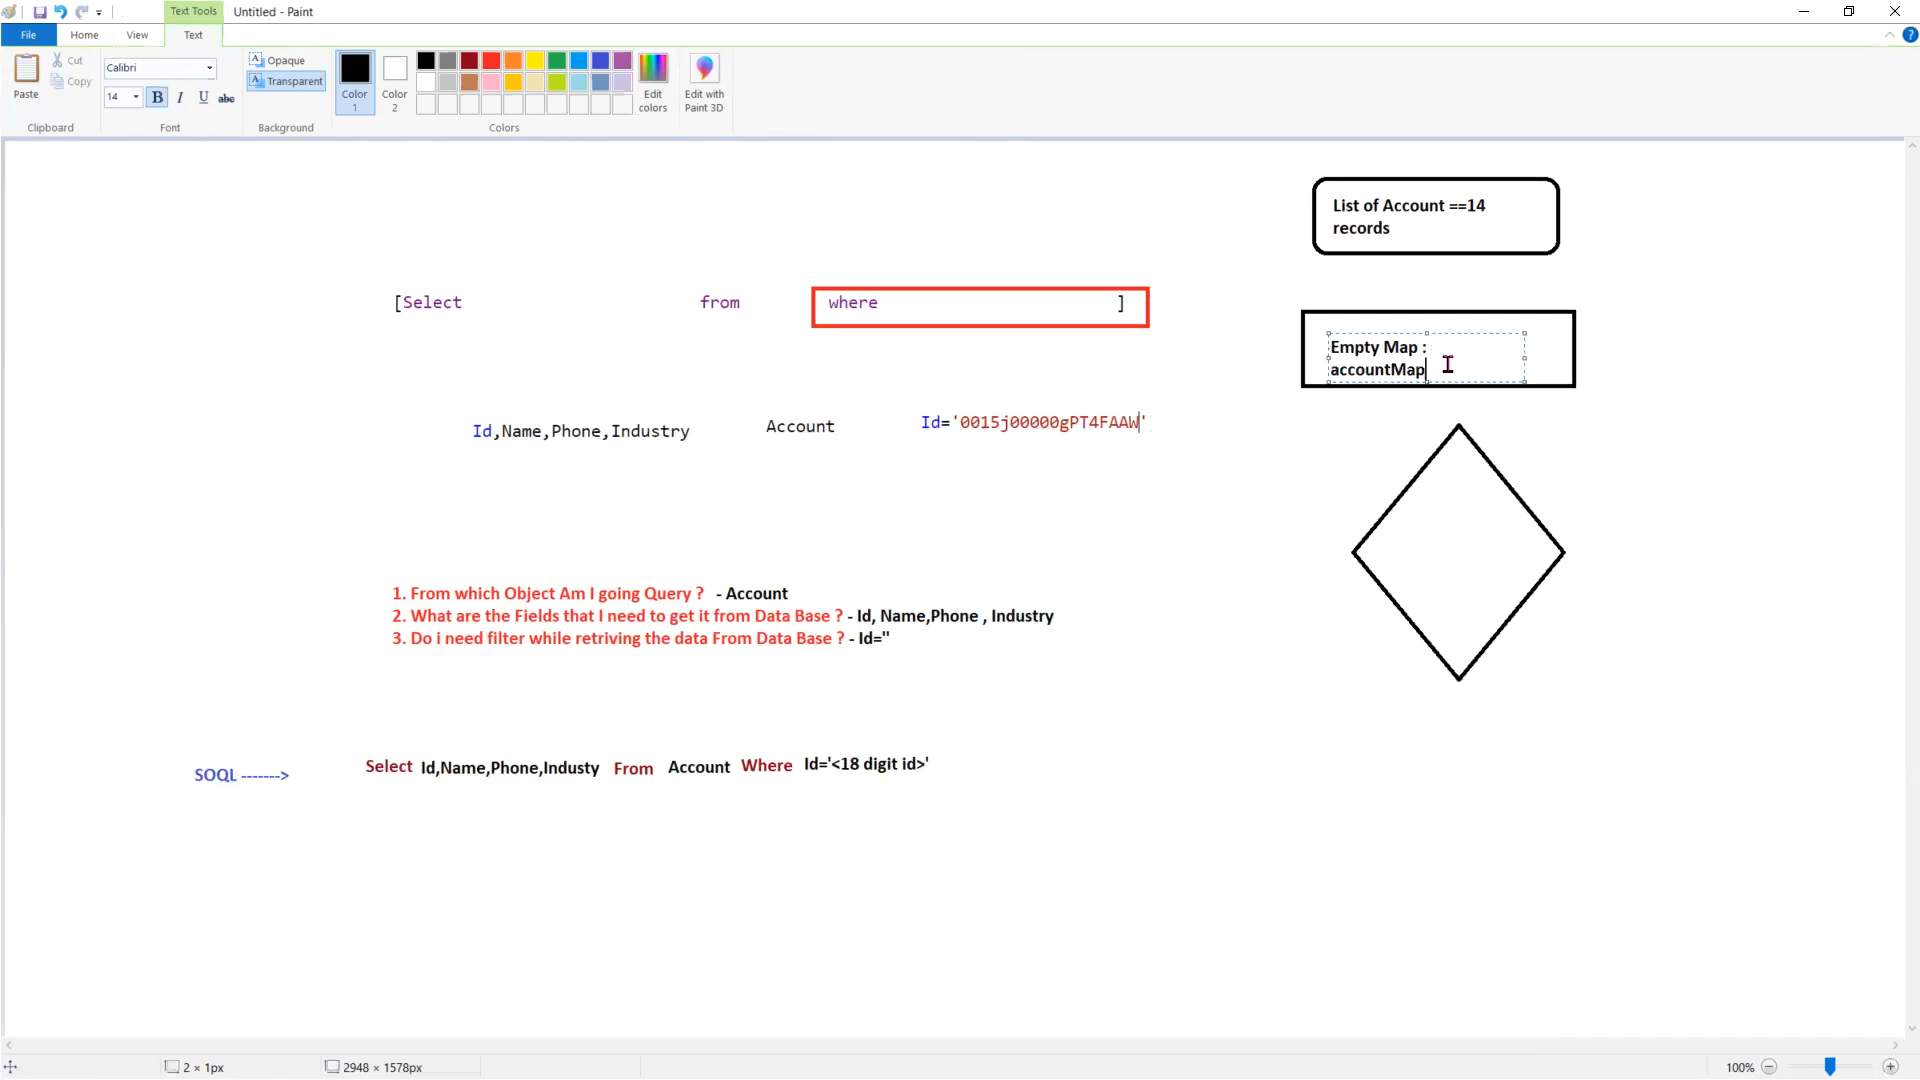 Text Tools
Untitled - Paint
File
Home
View
Text
Paste
Cut
Copy
Clipboard
Calibri
14
B
I
U
abc
Font
Opaque
Transparent
Background
Color
1
Color
2
Edit
colors
Colors
Edit with
Paint 3D
List of Account ==14
records
[Select from where ]
Empty Map :
accountMap
Id,Name,Phone,Industry Account Id='0015j00000gPT4FAAW'
1. From which Object Am I going Query ? - Account
2. What are the Fields that I need to get it from Data Base ? - Id, Name,Phone , Industry
3. Do i need filter while retriving the data From Data Base ? - Id=''
SOQL ------->
Select Id,Name,Phone,Industy From Account Where Id='<18 digit id>'
2 × 1px
2948 × 1578px
100%